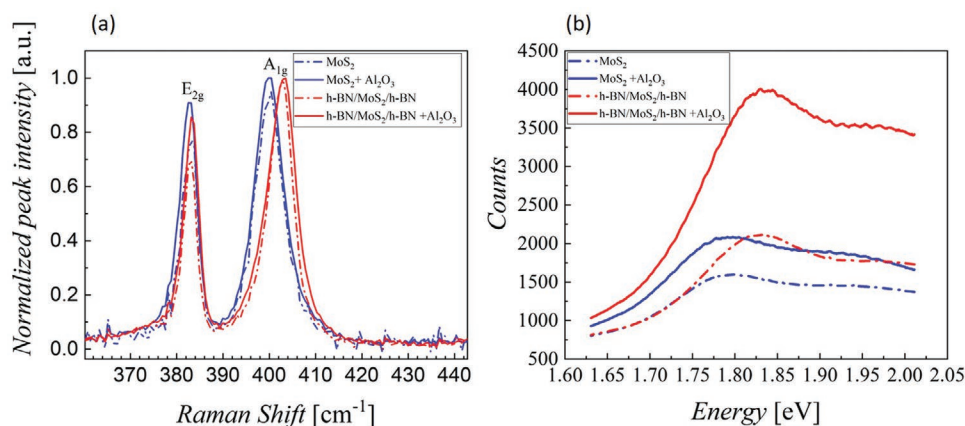 (a)
Normalized peak intensity [a.u.]
1.0
0.8
0.6
0.4
0.2
0.0
E2g
A1g
MoS2
MoS2+ Al2O3
h-BN/MoS2/h-BN
h-BN/MoS2/h-BN +Al2O3
370 380 390 400 410 420 430 440
Raman Shift [cm-1]
(b)
Counts
4500
4000
3500
3000
2500
2000
1500
1000
500
MoS2
MoS2 +Al2O3
h-BN/MoS2/h-BN
h-BN/MoS2/h-BN +Al2O3
1.60 1.65 1.70 1.75 1.80 1.85 1.90 1.95 2.00 2.05
Energy [eV]